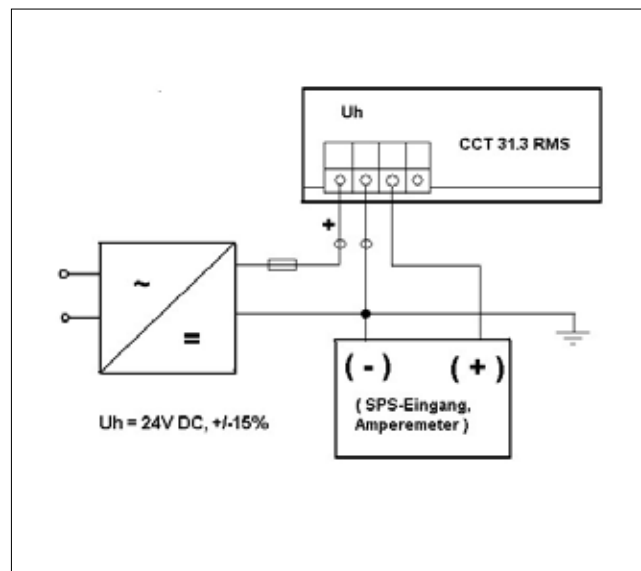 Uh
CCT 31.3 RMS
+
~
=
(-) (+)
( SPS-Eingang,
Amperemeter )
Uh = 24V DC, +/-15%